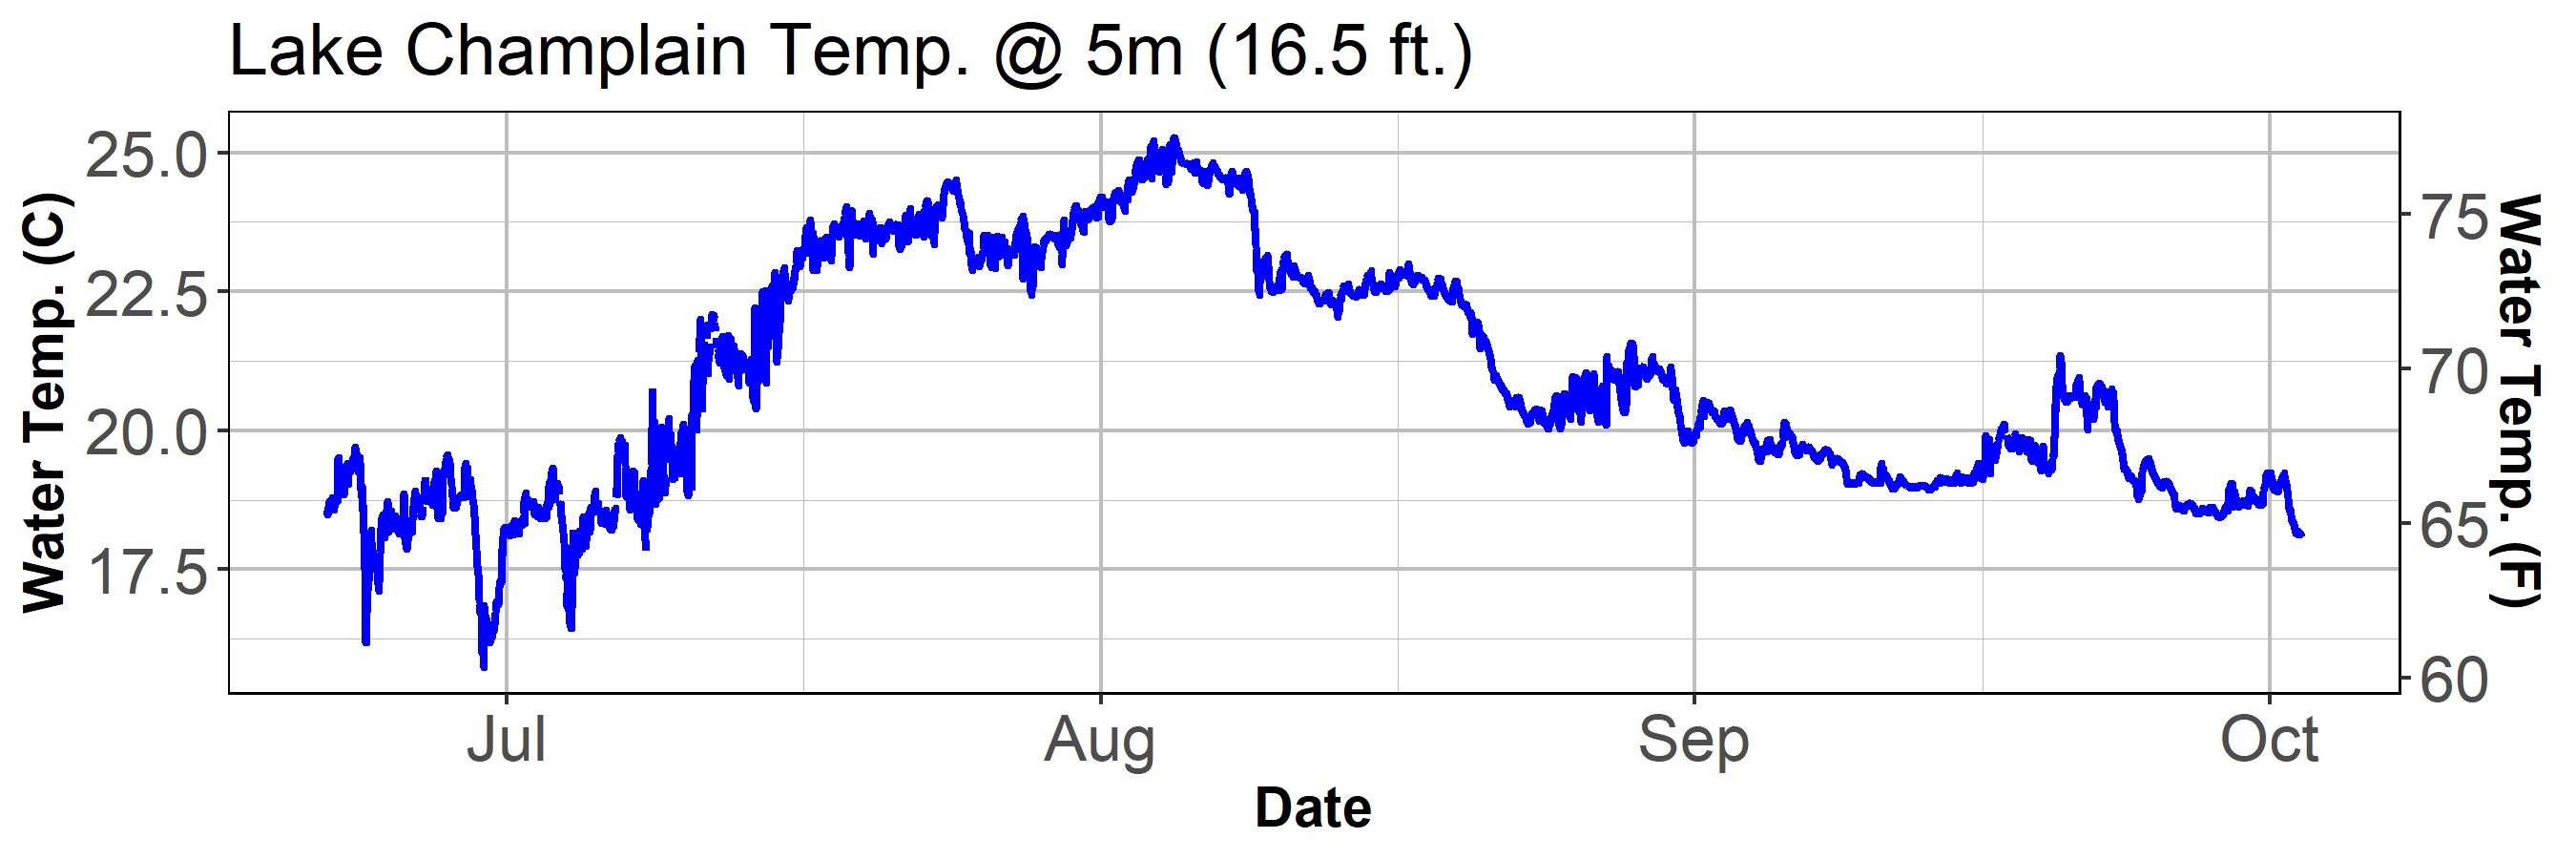 Lake Champlain Temp. @ 5m (16.5 ft.)
Water Temp. (C)
25.0
22.5
20.0
17.5
75
70
65
60
Water Temp. (F)
Jul Aug Sep Oct
Date